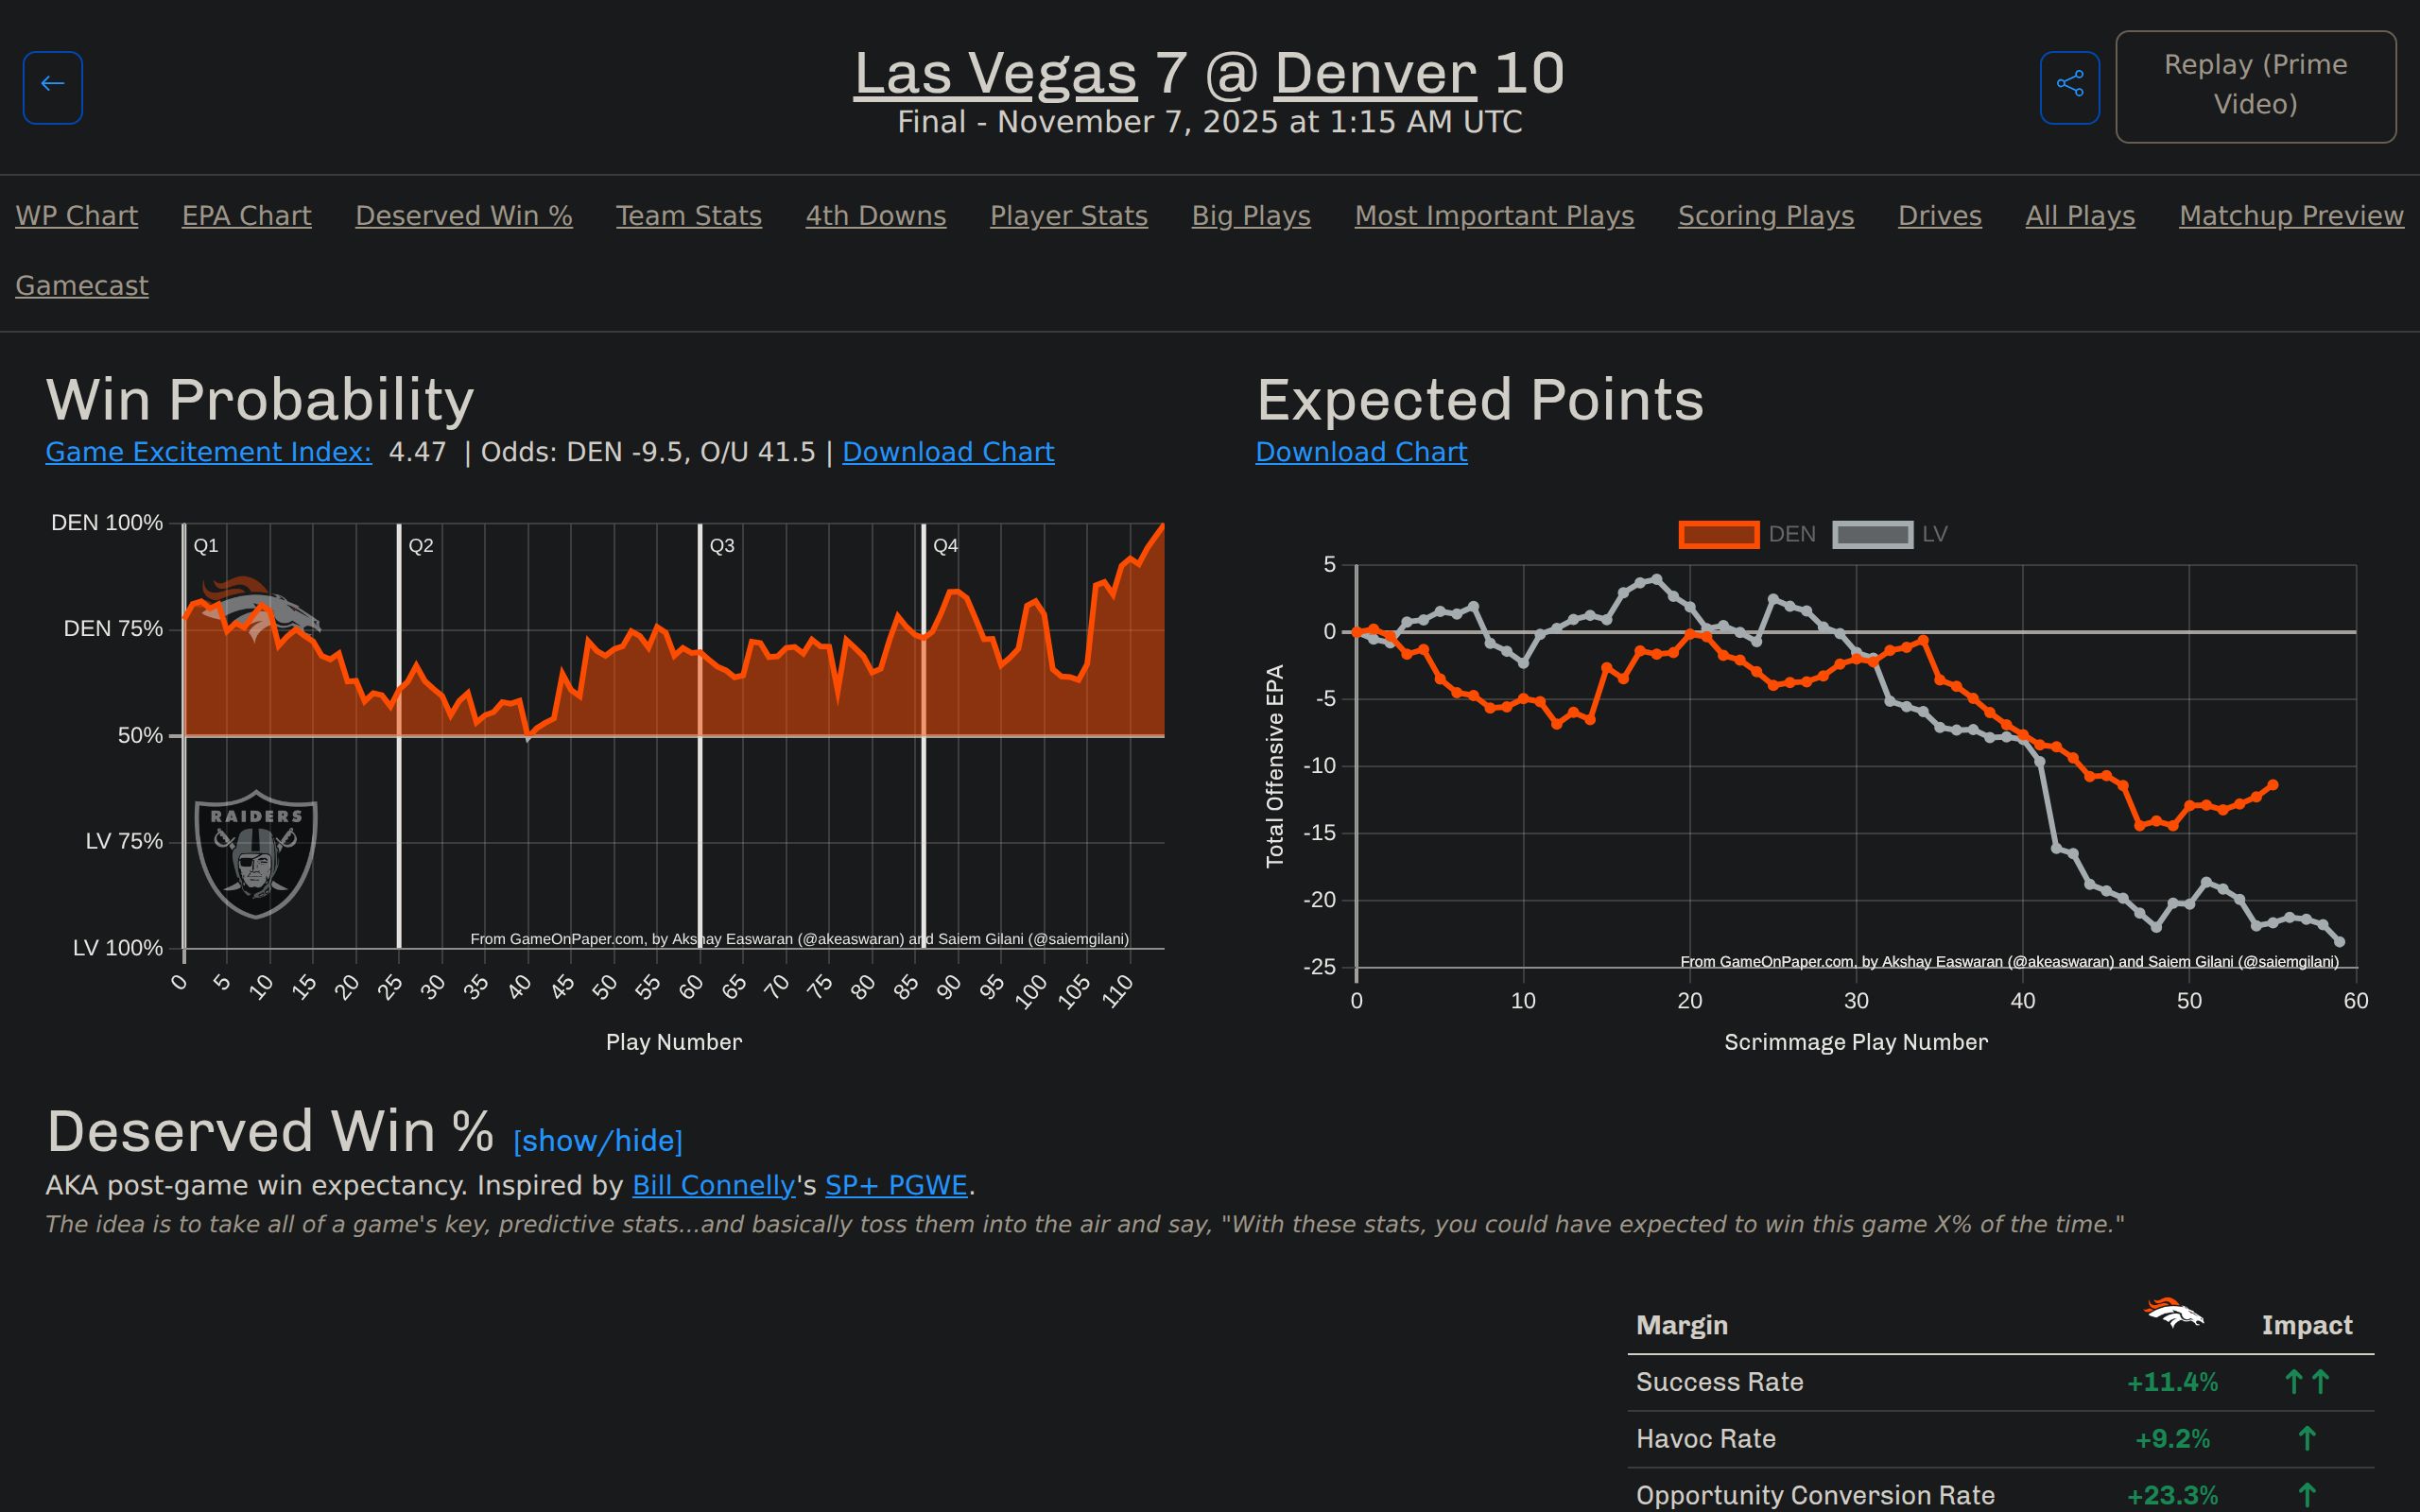 ←
Las Vegas 7 @ Denver 10
Final - November 7, 2025 at 1:15 AM UTC
Replay (Prime
Video)
WP Chart EPA Chart Deserved Win % Team Stats 4th Downs Player Stats Big Plays Most Important Plays Scoring Plays Drives All Plays Matchup Preview
Gamecast
Win Probability
Game Excitement Index: 4.47 | Odds: DEN -9.5, O/U 41.5 | Download Chart
DEN 100%
DEN 75%
50%
LV 75%
LV 100%
Q1 Q2 Q3 Q4
RAIDERS
From GameOnPaper.com, by Akshay Easwaran (@akeaswaran) and Saiem Gilani (@saiemgilani)
0 5 10 15 20 25 30 35 40 45 50 55 60 65 70 75 80 85 90 95 100 105 110
Play Number
Expected Points
Download Chart
DEN LV
Total Offensive EPA
5
0
-5
-10
-15
-20
-25
From GameOnPaper.com, by Akshay Easwaran (@akeaswaran) and Saiem Gilani (@saiemgilani)
0 10 20 30 40 50 60
Scrimmage Play Number
Deserved Win % [show/hide]
AKA post-game win expectancy. Inspired by Bill Connelly's SP+ PGWE.
The idea is to take all of a game's key, predictive stats...and basically toss them into the air and say, "With these stats, you could have expected to win this game X% of the time."
Margin Impact
Success Rate +11.4% ↑↑
Havoc Rate +9.2% ↑
Opportunity Conversion Rate +23.3% ↑